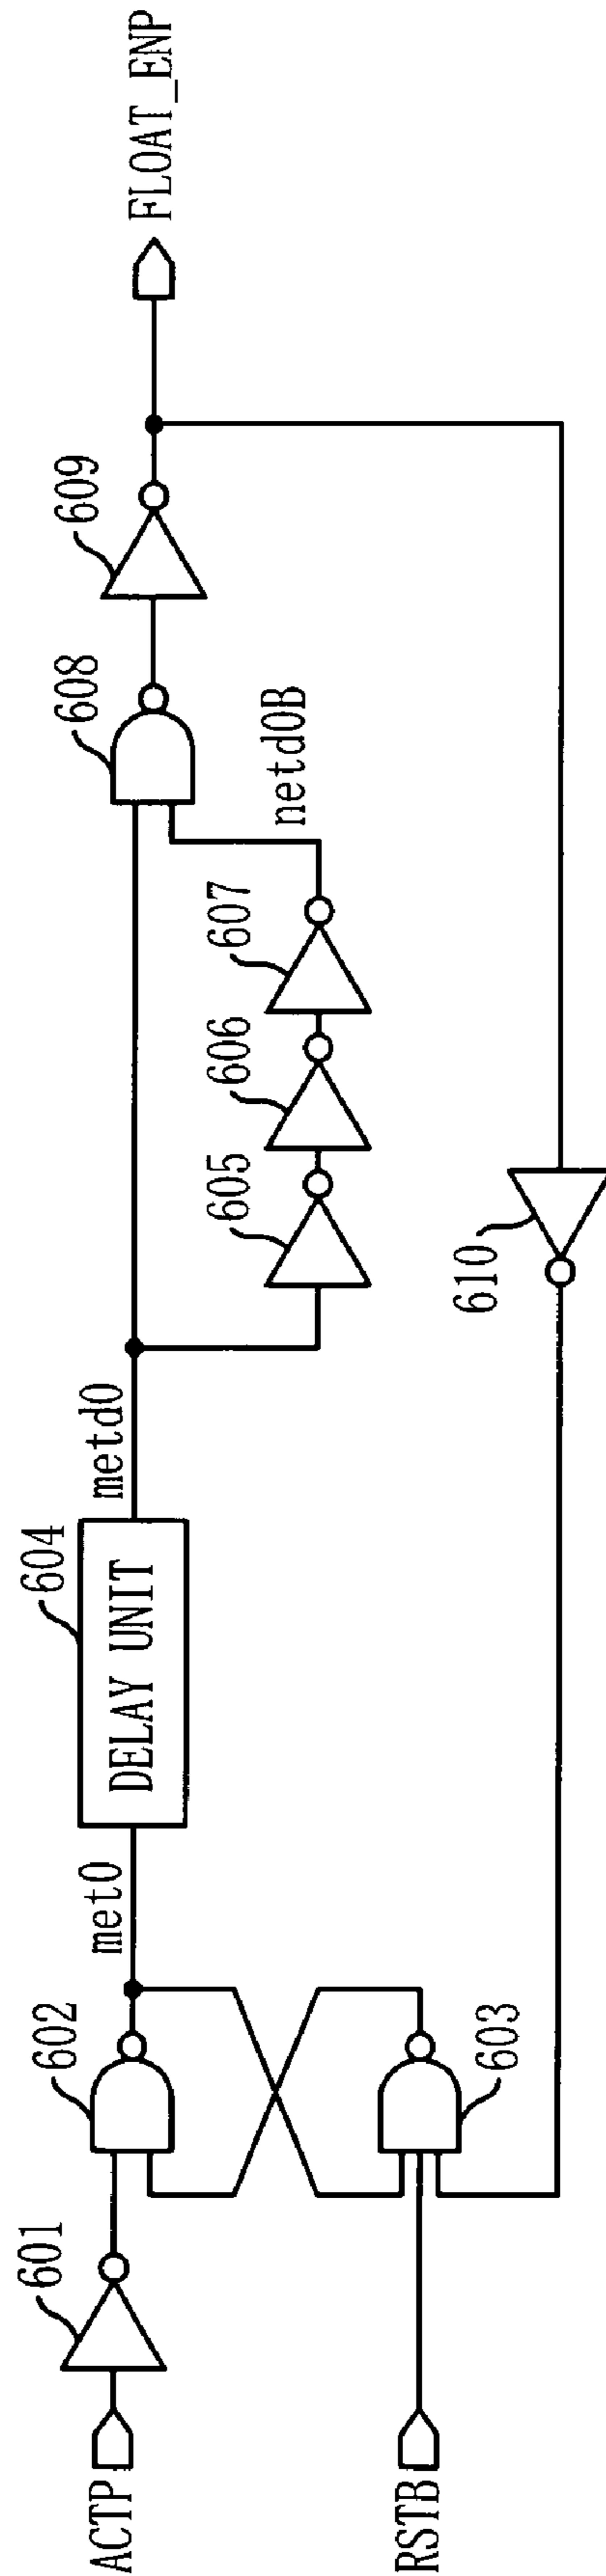 ACTP
601
602
met0
604
DELAY UNIT
metd0
605
606
607
netd0B
608
609
FLOAT_ENP
RSTB
603
610